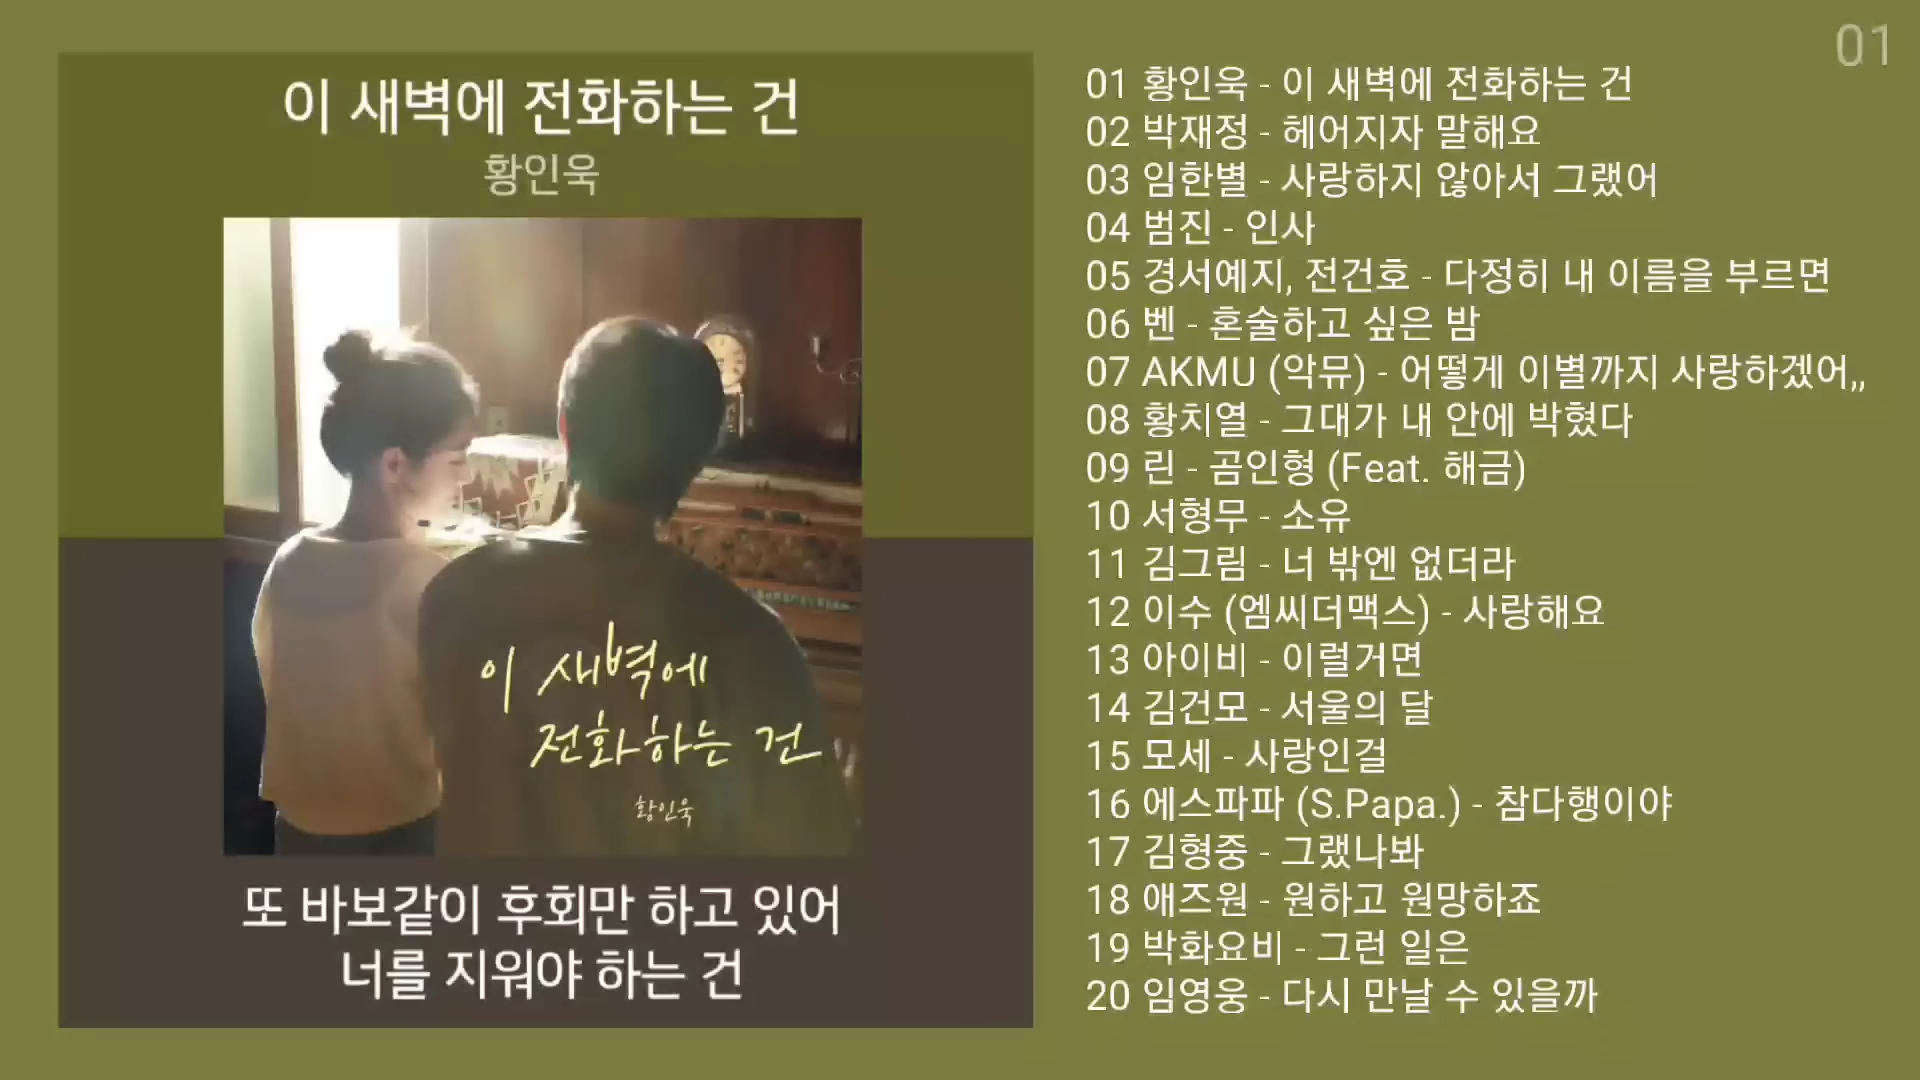 01
이 새벽에 전화하는 건
황인욱
이 새벽에
전화하는 건
황인욱
또 바보같이 후회만 하고 있어
너를 지워야 하는 건
01 황인욱 - 이 새벽에 전화하는 건
02 박재정 - 헤어지자 말해요
03 임한별 - 사랑하지 않아서 그랬어
04 범진 - 인사
05 경서예지, 전건호 - 다정히 내 이름을 부르면
06 벤 - 혼술하고 싶은 밤
07 AKMU (악뮤) - 어떻게 이별까지 사랑하겠어,,
08 황치열 - 그대가 내 안에 박혔다
09 린 - 곰인형 (Feat. 해금)
10 서형무 - 소유
11 김그림 - 너 밖엔 없더라
12 이수 (엠씨더맥스) - 사랑해요
13 아이비 - 이럴거면
14 김건모 - 서울의 달
15 모세 - 사랑인걸
16 에스파파 (S.Papa.) - 참다행이야
17 김형중 - 그랬나봐
18 애즈원 - 원하고 원망하죠
19 박화요비 - 그런 일은
20 임영웅 - 다시 만날 수 있을까